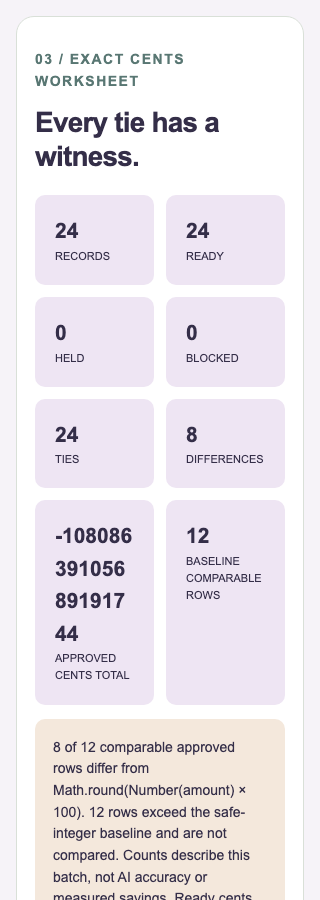 03 / EXACT CENTS
WORKSHEET
Every tie has a
witness.
24
RECORDS
24
READY
0
HELD
0
BLOCKED
24
TIES
8
DIFFERENCES
-108086
391056
891917
44
APPROVED
CENTS TOTAL
12
BASELINE
COMPARABLE
ROWS
8 of 12 comparable approved
rows differ from
Math.round(Number(amount) ×
100). 12 rows exceed the safe-
integer baseline and are not
compared. Counts describe this
batch, not AI accuracy or
measured savings. Ready cents